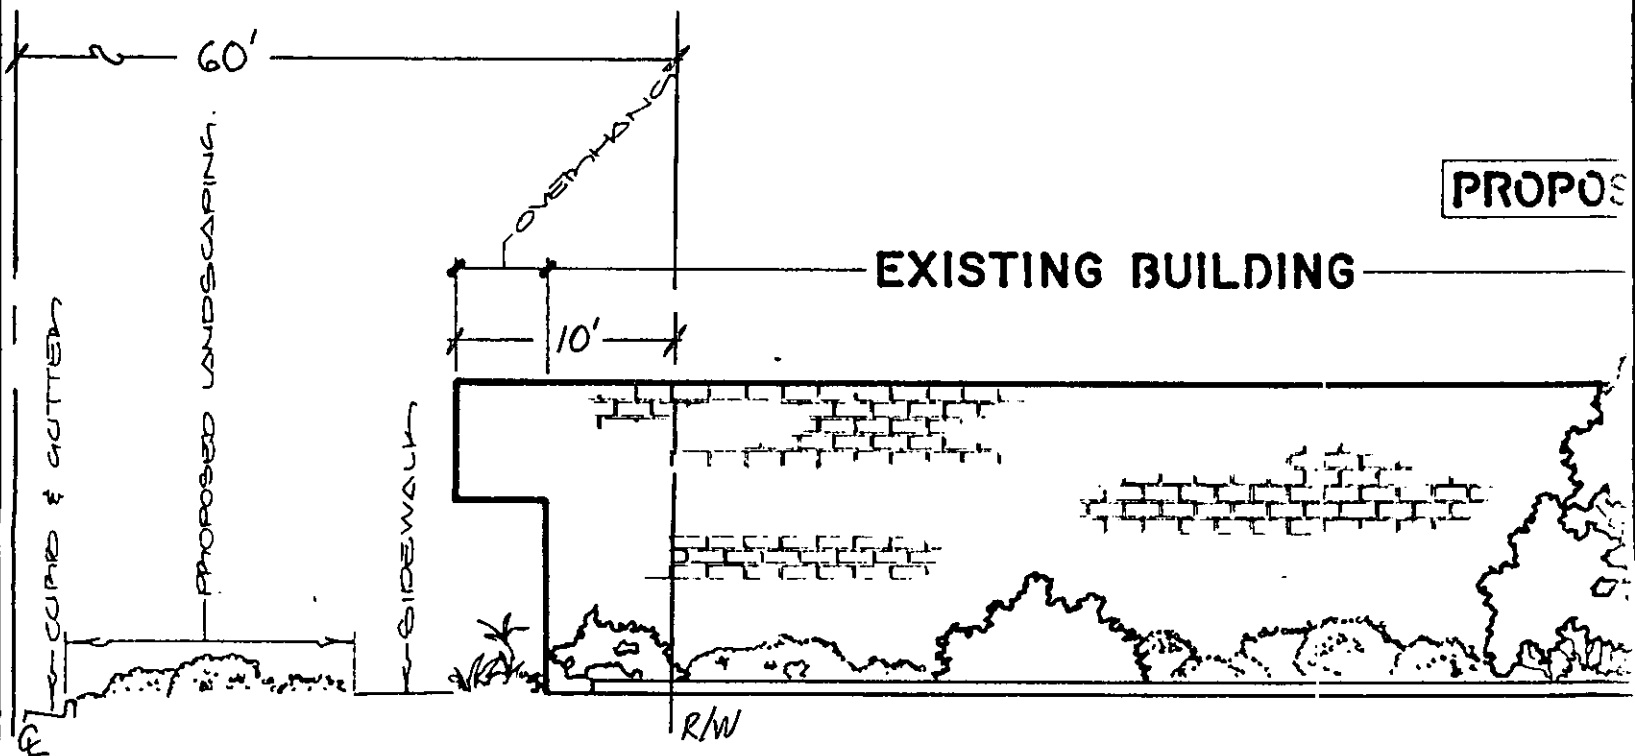 60'
OVERHANG
PROPOS
EXISTING BUILDING
10'
CURB & GUTTER
PROPOSED LANDSCAPING.
SIDEWALK
R/W
℄